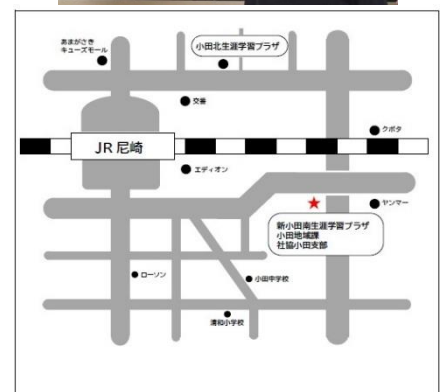 あまがさき
キューズモール
小田北生涯学習プラザ
交番
クボタ
JR 尼崎
エディオン
ヤンマー
新小田南生涯学習プラザ
小田地域課
社協小田支部
ローソン
小田中学校
清和小学校